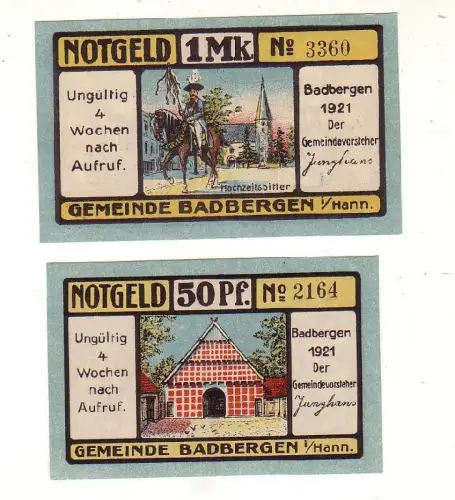 NOTGELD 1 Mk. No 3360
Ungültig
4
Wochen
nach
Aufruf.
Hochzeitsbitter
Badbergen
1921
Der
Gemeindevorsteher
Junghans
GEMEINDE BADBERGEN i/Hann.
NOTGELD 50 Pf. No 2164
Ungültig
4
Wochen
nach
Aufruf.
Badbergen
1921
Der
Gemeindevorsteher
Junghans
GEMEINDE BADBERGEN i/Hann.